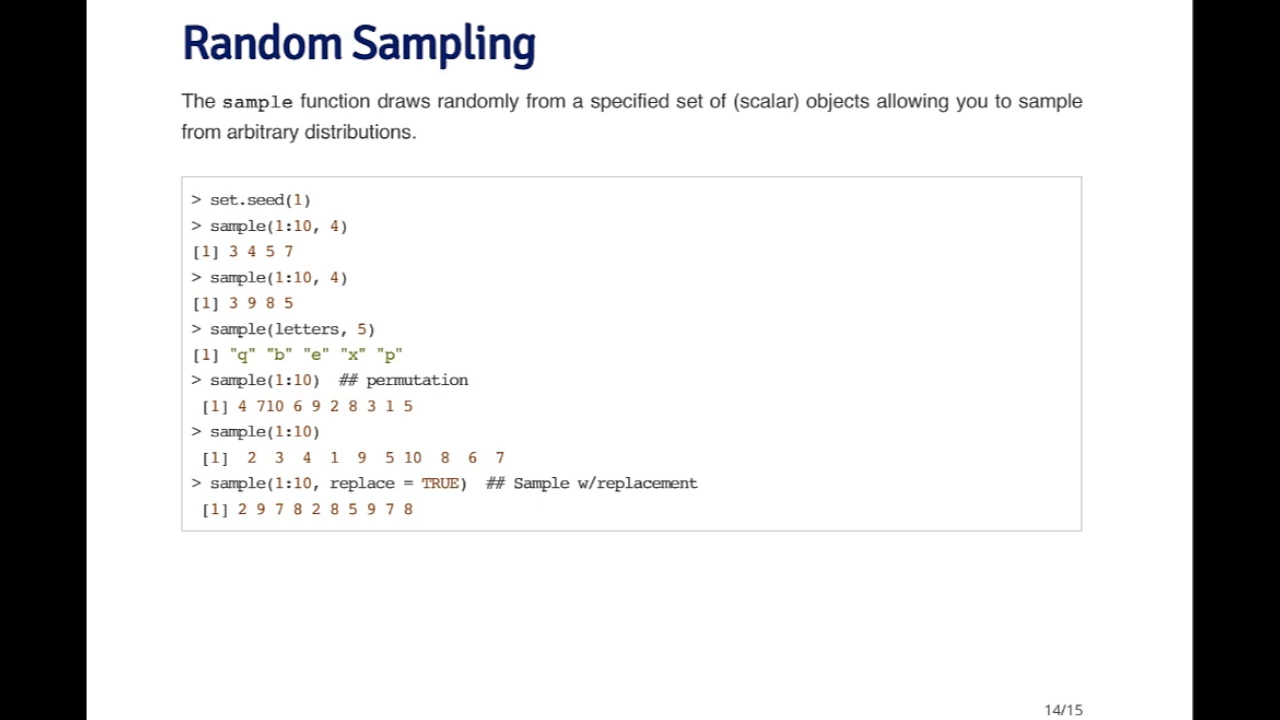 Random Sampling
The sample function draws randomly from a specified set of (scalar) objects allowing you to sample
from arbitrary distributions.
> set.seed(1)
> sample(1:10, 4)
[1] 3 4 5 7
> sample(1:10, 4)
[1] 3 9 8 5
> sample(letters, 5)
[1] "q" "b" "e" "x" "p"
> sample(1:10)  ## permutation
 [1] 4 710 6 9 2 8 3 1 5
> sample(1:10)
 [1]  2  3  4  1  9  5 10  8  6  7
> sample(1:10, replace = TRUE)  ## Sample w/replacement
 [1] 2 9 7 8 2 8 5 9 7 8
14/15